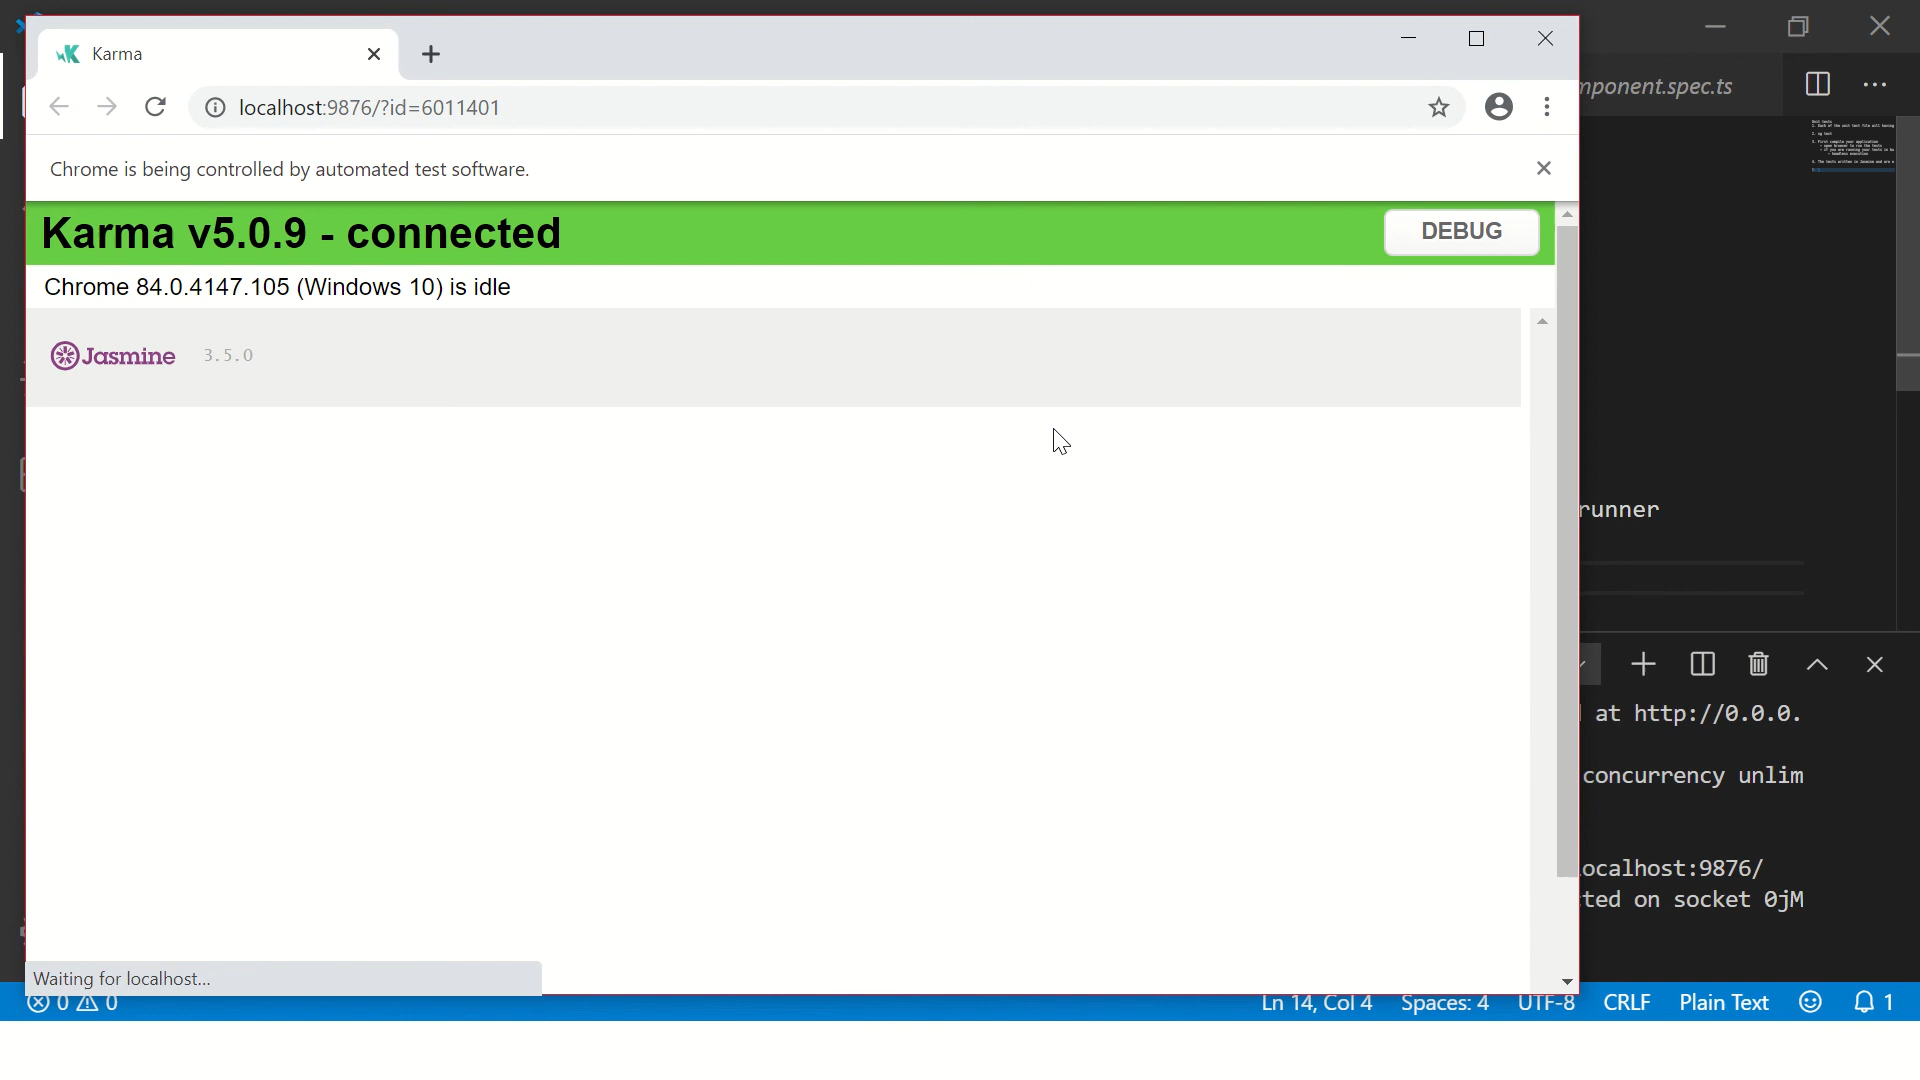 Karma
localhost:9876/?id=6011401
Chrome is being controlled by automated test software.
Karma v5.0.9 - connected
DEBUG
Chrome 84.0.4147.105 (Windows 10) is idle
Jasmine 3.5.0
Waiting for localhost...
mponent.spec.ts
runner
at http://0.0.0.
concurrency unlim
ocalhost:9876/
ted on socket 0jM
0 0
Ln 14, Col 4 Spaces: 4 UTF-8 CRLF Plain Text 1